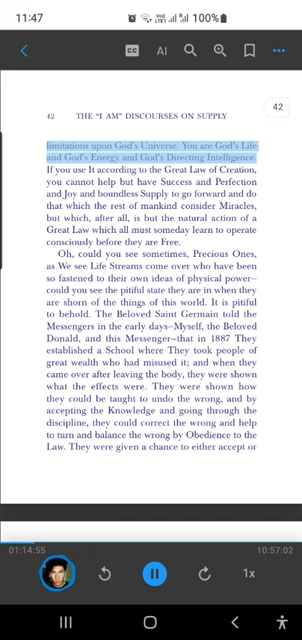 11:47
100%
CC
AI
42
42 THE “I AM” DISCOURSES ON SUPPLY
limitations upon God's Universe. You are God's Life
and God's Energy and God's Directing Intelligence.
If you use It according to the Great Law of Creation,
you cannot help but have Success and Perfection
and Joy and boundless Supply to go forward and do
that which the rest of mankind consider Miracles,
but which, after all, is but the natural action of a
Great Law which all must someday learn to operate
consciously before they are Free.
Oh, could you see sometimes, Precious Ones,
as We see Life Streams come over who have been
so fastened to their own ideas of physical power—
could you see the pitiful state they are in when they
are shorn of the things of this world. It is pitiful
to behold. The Beloved Saint Germain told the
Messengers in the early days—Myself, the Beloved
Donald, and this Messenger—that in 1887 They
established a School where They took people of
great wealth who had misused it; and when they
came over after leaving the body, they were shown
what the effects were. They were shown how
they could be taught to undo the wrong, and by
accepting the Knowledge and going through the
discipline, they could correct the wrong and help
to turn and balance the wrong by Obedience to the
Law. They were given a chance to either accept or
01:14:55
10:57:02
1x